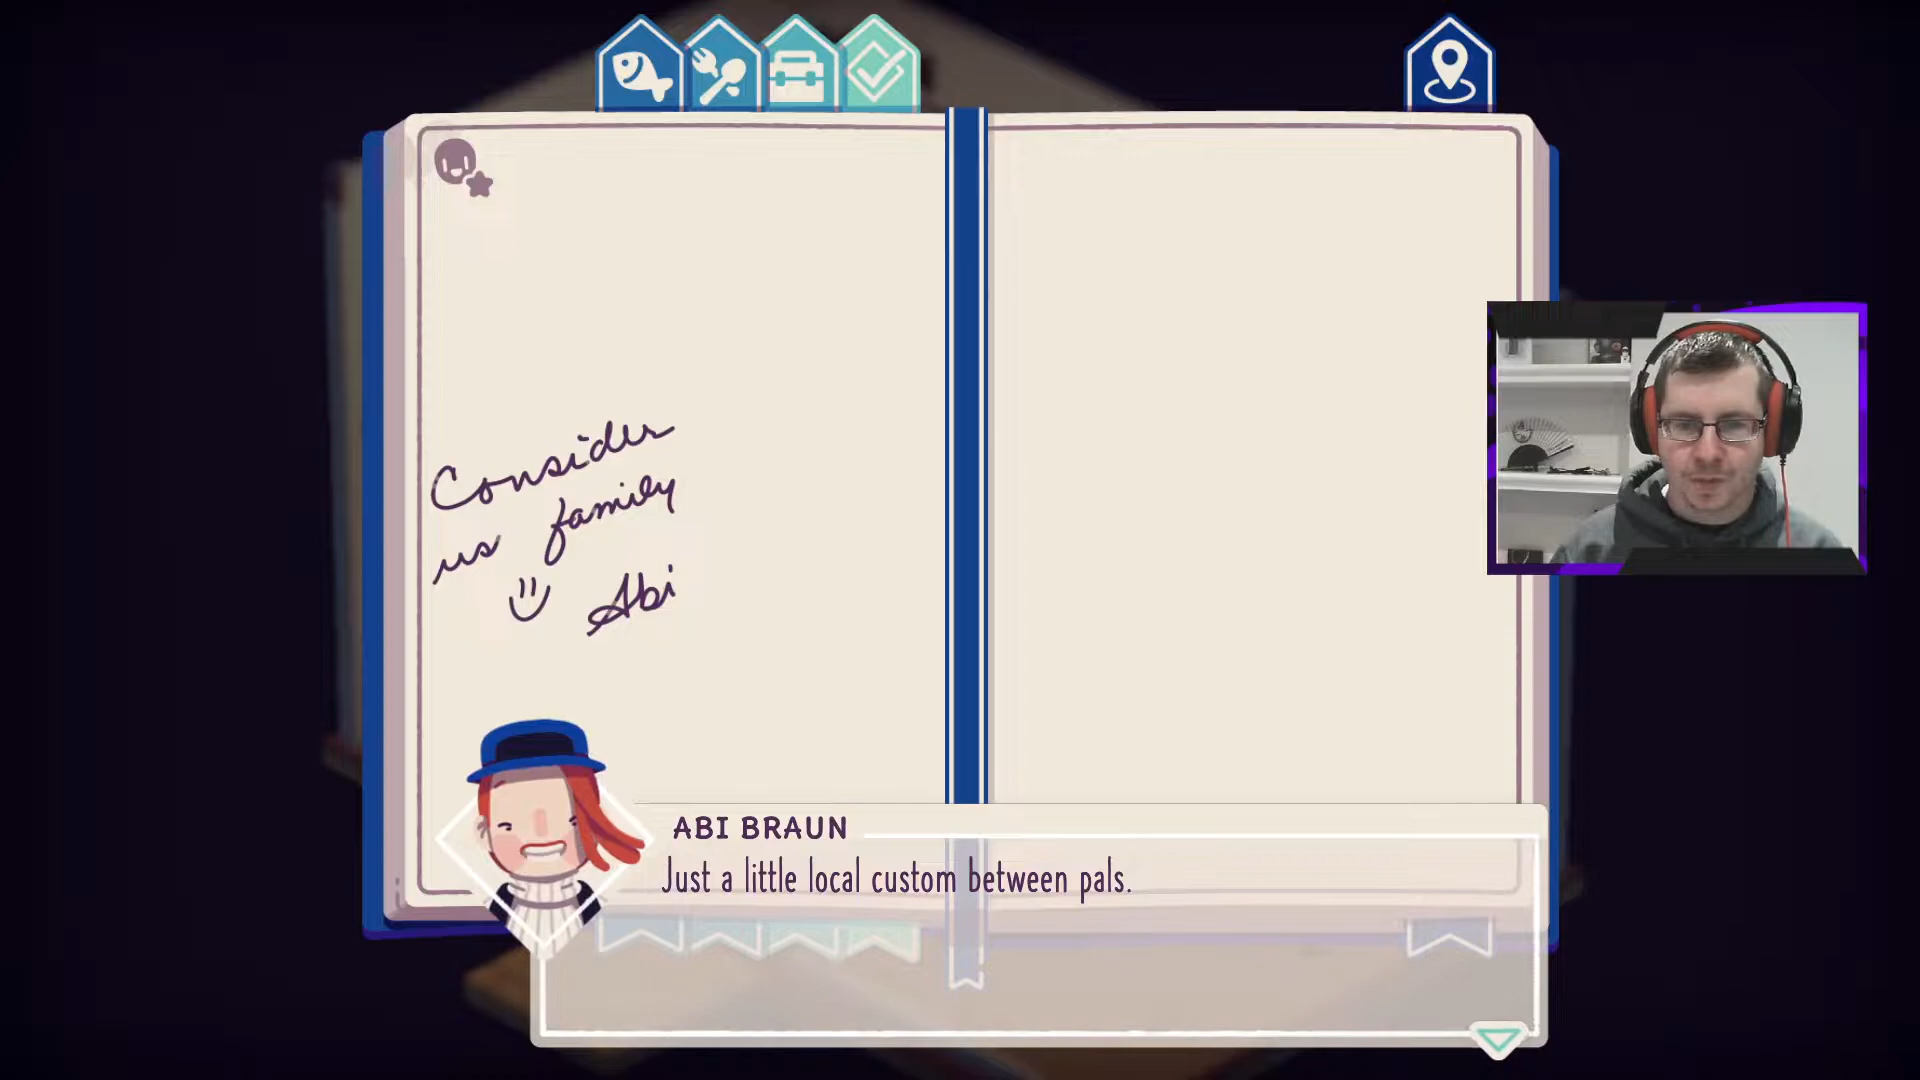 Consider
us family
Abi
ABI BRAUN
Just a little local custom between pals.